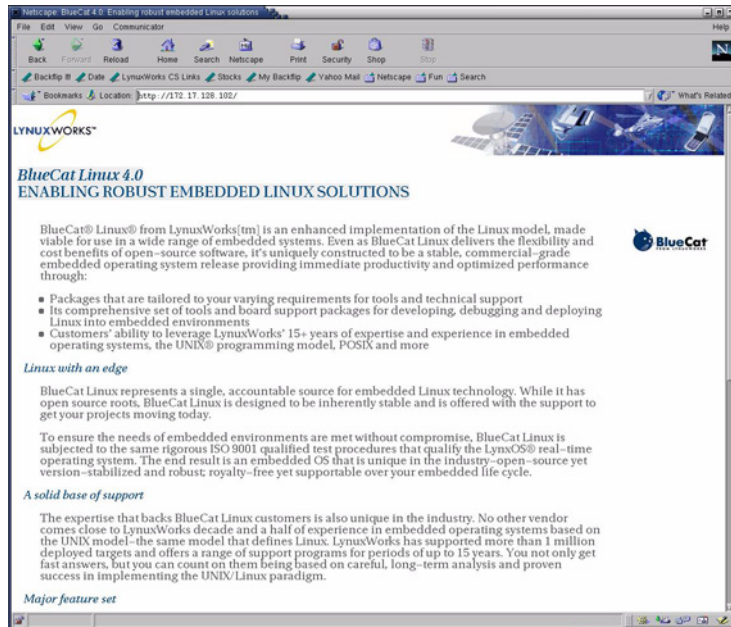 Netscape: BlueCat 4.0: Enabling robust embedded Linux solutions
File Edit View Go Communicator Help
Back Forward Reload Home Search Netscape Print Security Shop Stop
Backflip It! Date LynuxWorks CS Links Stocks My Backflip Yahoo Mail Netscape Fun Search
Bookmarks Location: http://172.17.128.102/ What's Related
N
LYNUXWORKS™
BlueCat Linux 4.0
ENABLING ROBUST EMBEDDED LINUX SOLUTIONS
BlueCat® Linux® from LynuxWorks[tm] is an enhanced implementation of the Linux model, made
viable for use in a wide range of embedded systems. Even as BlueCat Linux delivers the flexibility and
cost benefits of open-source software, it's uniquely constructed to be a stable, commercial-grade
embedded operating system release providing immediate productivity and optimized performance
through:
BlueCat
FROM LYNUXWORKS
Packages that are tailored to your varying requirements for tools and technical support
Its comprehensive set of tools and board support packages for developing, debugging and deploying
Linux into embedded environments
Customers' ability to leverage LynuxWorks' 15+ years of expertise and experience in embedded
operating systems, the UNIX® programming model, POSIX and more
Linux with an edge
BlueCat Linux represents a single, accountable source for embedded Linux technology. While it has
open source roots, BlueCat Linux is designed to be inherently stable and is offered with the support to
get your projects moving today.
To ensure the needs of embedded environments are met without compromise, BlueCat Linux is
subjected to the same rigorous ISO 9001 qualified test procedures that qualify the LynxOS® real-time
operating system. The end result is an embedded OS that is unique in the industry-open-source yet
version-stabilized and robust; royalty-free yet supportable over your embedded life cycle.
A solid base of support
The expertise that backs BlueCat Linux customers is also unique in the industry. No other vendor
comes close to LynuxWorks decade and a half of experience in embedded operating systems based on
the UNIX model-the same model that defines Linux. LynuxWorks has supported more than 1 million
deployed targets and offers a range of support programs for periods of up to 15 years. You not only get
fast answers, but you can count on them being based on careful, long-term analysis and proven
success in implementing the UNIX/Linux paradigm.
Major feature set